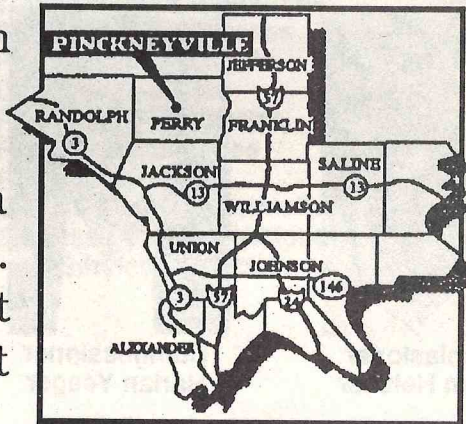 PINCKNEYVILLE
JEFFERSON
57
RANDOLPH
PERRY
FRANKLIN
3
JACKSON
SALINE
13
13
WILLIAMSON
UNION
JOHNSON
146
3
57
24
ALEXANDER